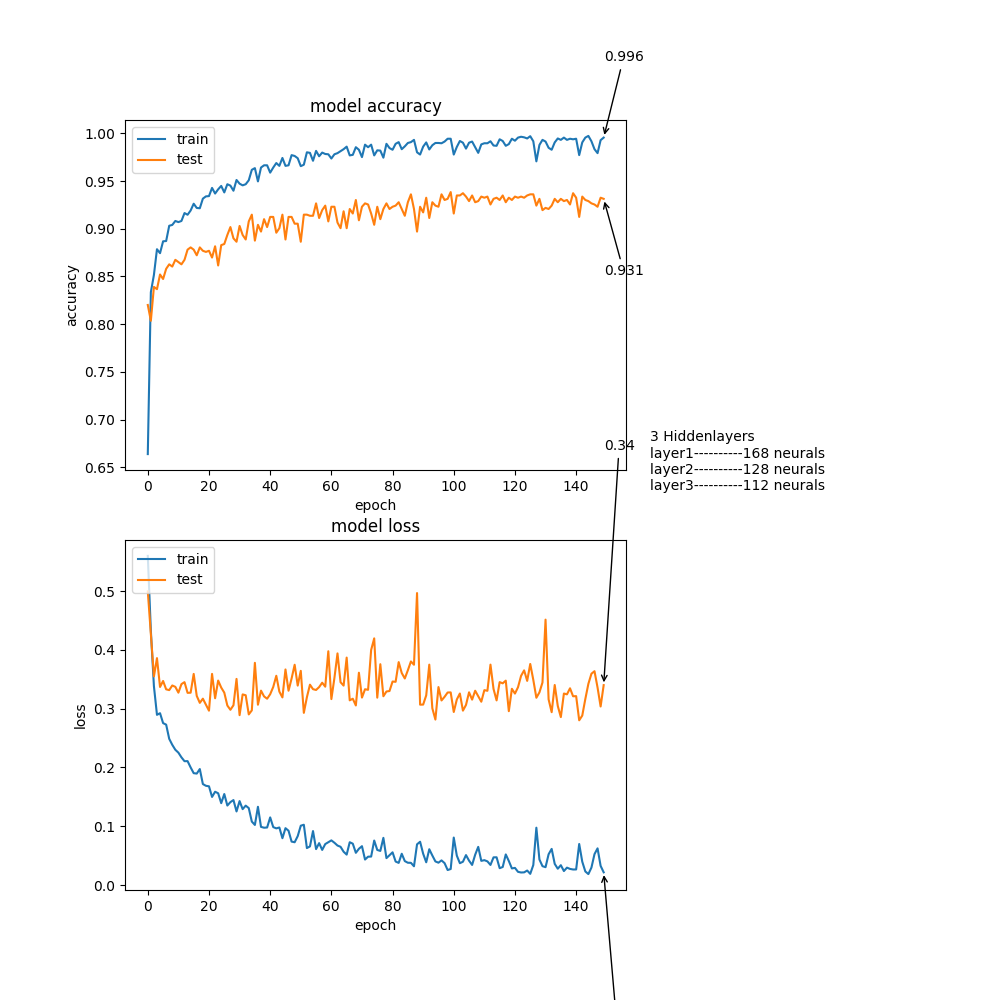 0.996
model accuracy
1.00
0.95
0.90
0.85
0.80
0.75
0.70
0.65
accuracy
train
test
0.931
0 20 40 60 80 100 120 140
epoch
0.34
3 Hiddenlayers
layer1----------168 neurals
layer2----------128 neurals
layer3----------112 neurals
model loss
0.5
0.4
0.3
0.2
0.1
0.0
loss
train
test
0 20 40 60 80 100 120 140
epoch